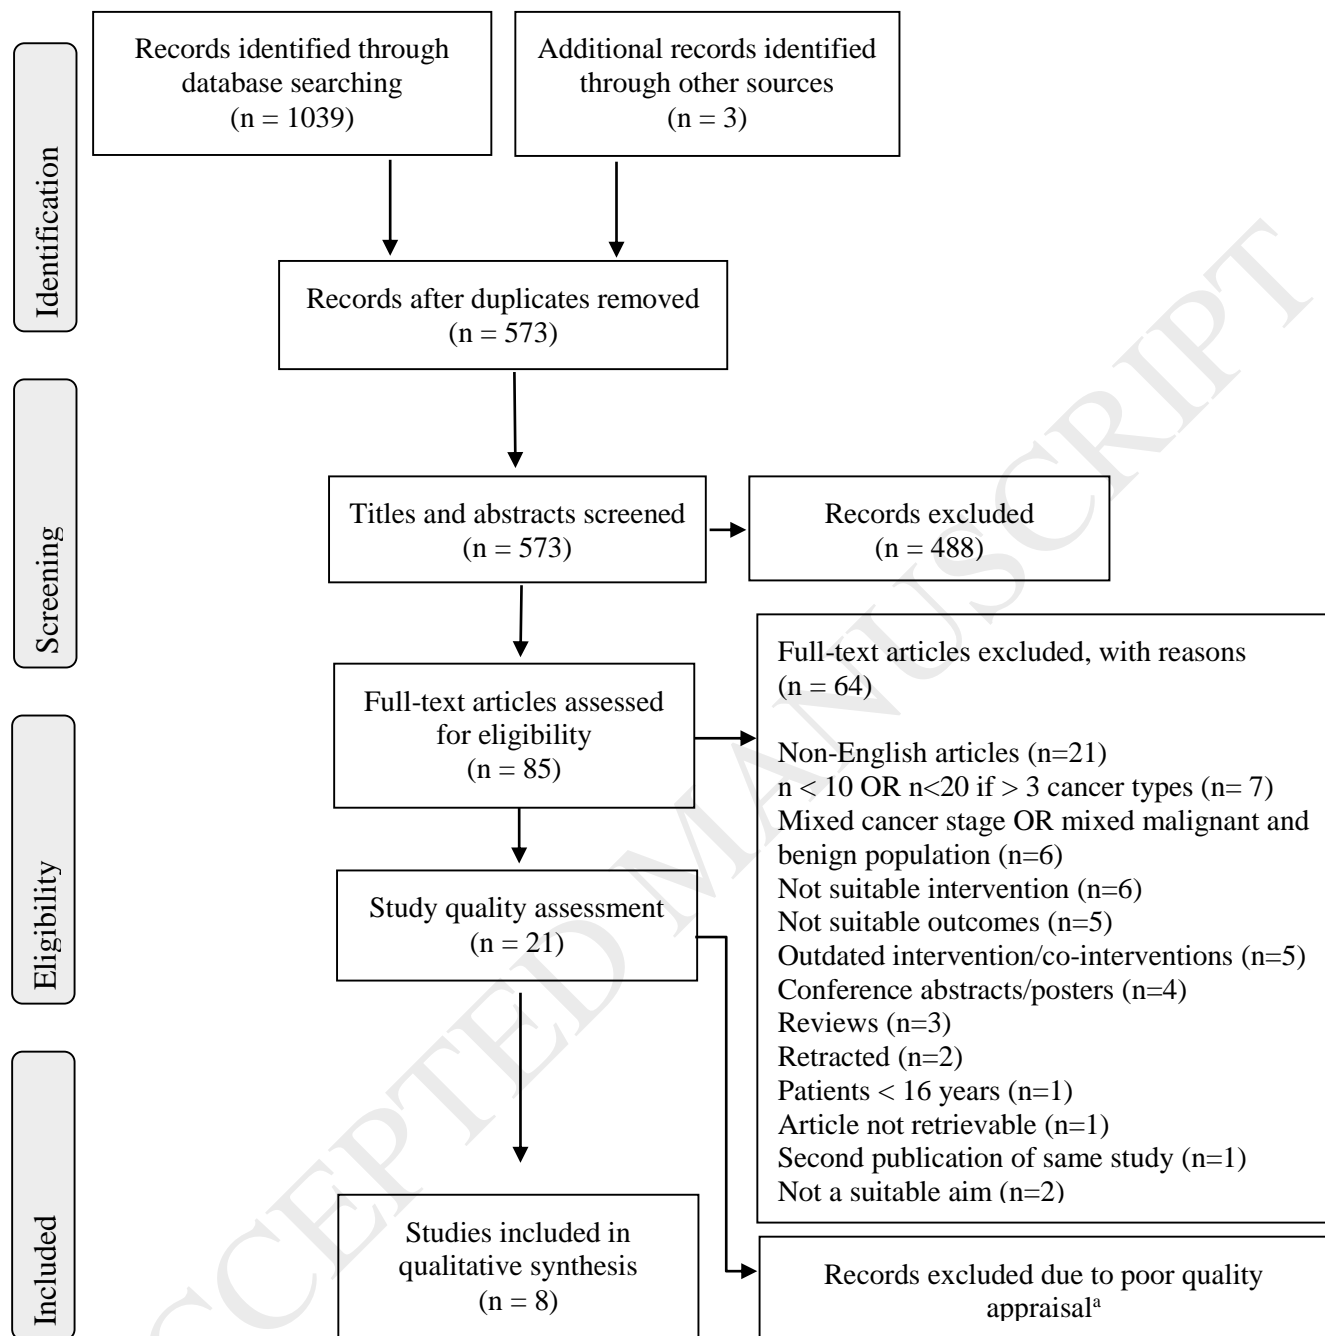 Records identified through
database searching
(n = 1039)
Additional records identified
through other sources
(n = 3)
Identification
Records after duplicates removed
(n = 573)
Screening
Titles and abstracts screened
(n = 573)
Records excluded
(n = 488)
Eligibility
Full-text articles assessed
for eligibility
(n = 85)
Full-text articles excluded, with reasons
(n = 64)
Non-English articles (n=21)
n < 10 OR n<20 if > 3 cancer types (n= 7)
Mixed cancer stage OR mixed malignant and
benign population (n=6)
Not suitable intervention (n=6)
Not suitable outcomes (n=5)
Outdated intervention/co-interventions (n=5)
Conference abstracts/posters (n=4)
Reviews (n=3)
Retracted (n=2)
Patients < 16 years (n=1)
Article not retrievable (n=1)
Second publication of same study (n=1)
Not a suitable aim (n=2)
Study quality assessment
(n = 21)
Included
Studies included in
qualitative synthesis
(n = 8)
Records excluded due to poor quality
appraisalᵃ
CCEPTED MANUSCRIPT